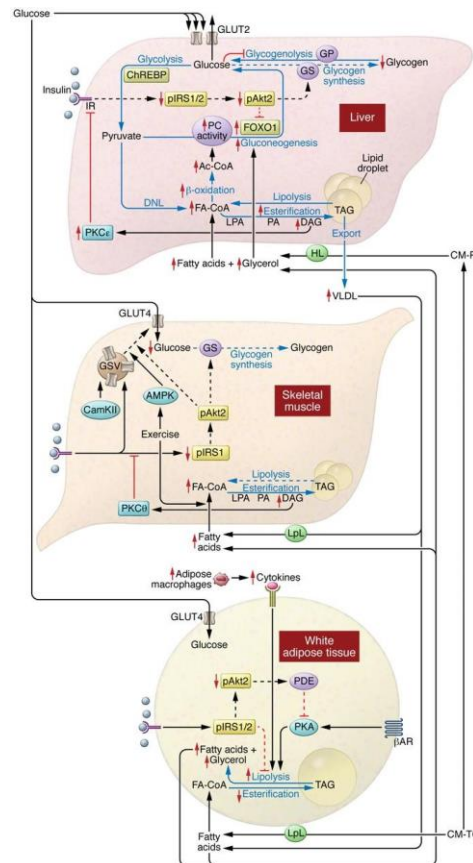 Glucose
GLUT2
Glycolysis
Glucose
Glycogenolysis
GP
Glycogen
ChREBP
GS
Glycogen
synthesis
Insulin
IR
pIRS1/2
pAkt2
PC
activity
FOXO1
Liver
Pyruvate
Gluconeogenesis
Ac-CoA
Lipid
droplet
β-oxidation
DNL
FA-CoA
Lipolysis
Esterification
TAG
LPA
PA
DAG
PKCε
Export
Fatty acids + Glycerol
HL
VLDL
GLUT4
Glucose
GS
Glycogen
GSV
Glycogen
synthesis
CamKII
AMPK
Skeletal
muscle
pAkt2
Exercise
pIRS1
Lipolysis
FA-CoA
Esterification
TAG
LPA
PA
DAG
PKCθ
Fatty
acids
LpL
Adipose
macrophages
Cytokines
GLUT4
Glucose
White
adipose tissue
pAkt2
PDE
pIRS1/2
PKA
βAR
Fatty acids +
Glycerol
Lipolysis
FA-CoA
Esterification
TAG
Fatty
acids
LpL